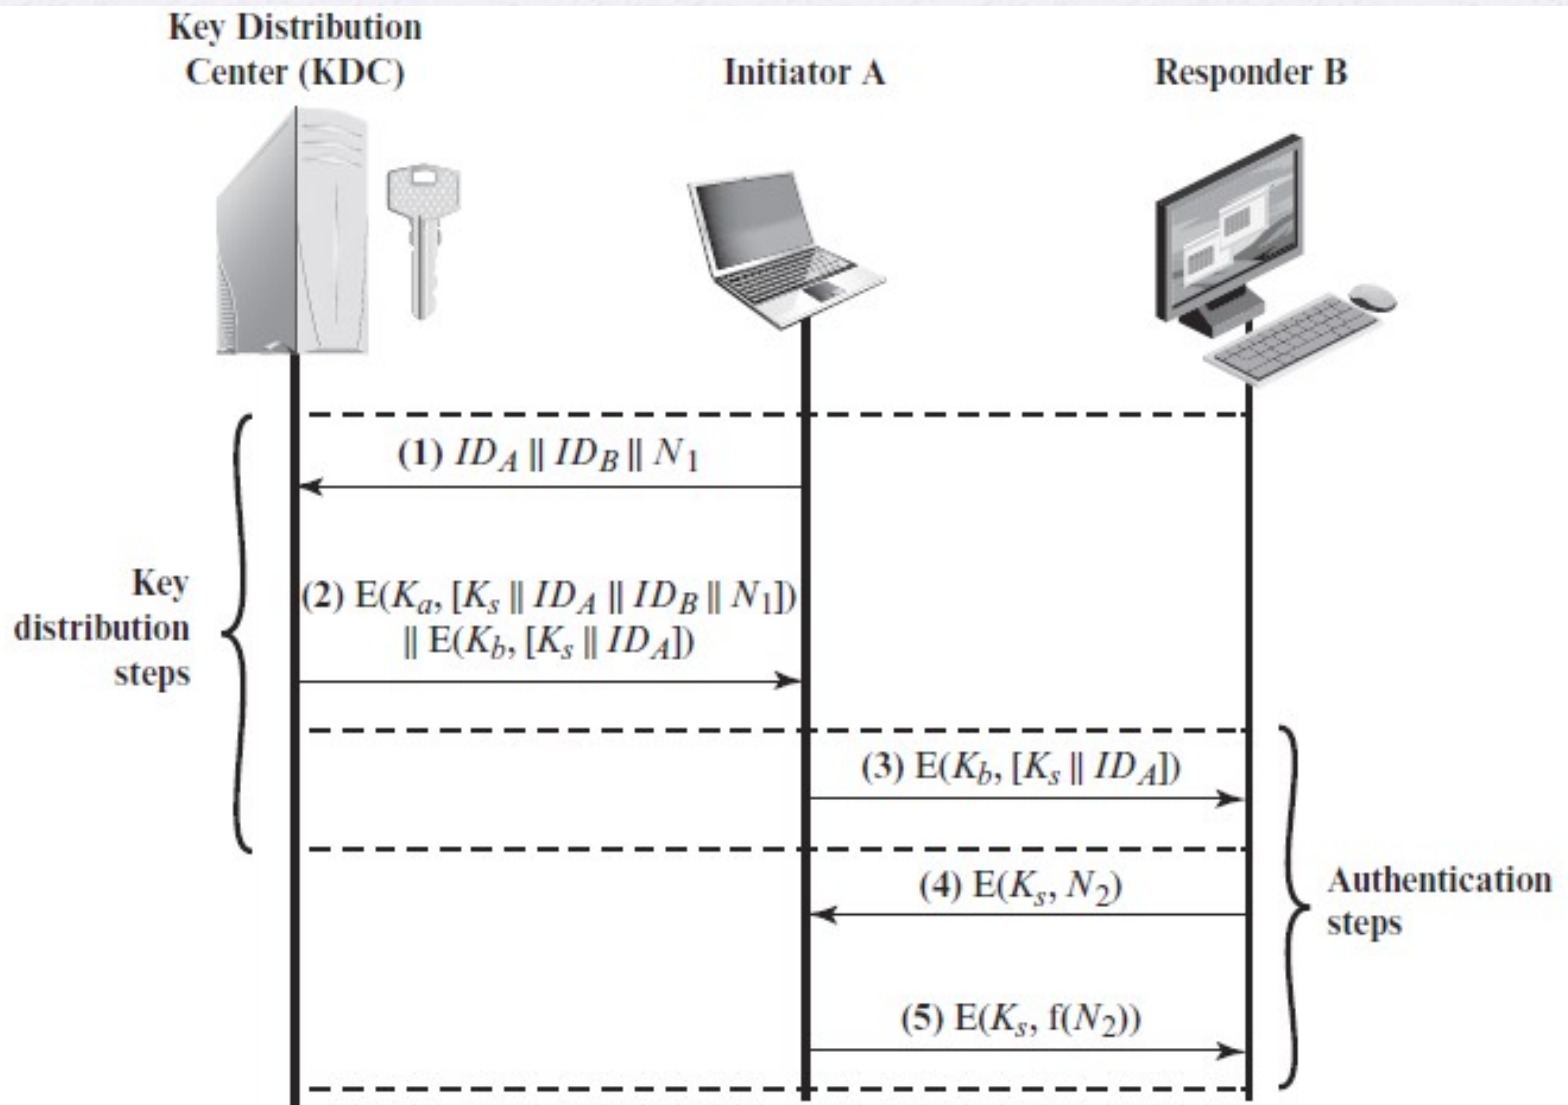 Key Distribution
Center (KDC)
Initiator A
Responder B
(1) ID_A || ID_B || N_1
Key
distribution
steps
(2) E(K_a, [K_s || ID_A || ID_B || N_1])
|| E(K_b, [K_s || ID_A])
(3) E(K_b, [K_s || ID_A])
(4) E(K_s, N_2)
Authentication
steps
(5) E(K_s, f(N_2))